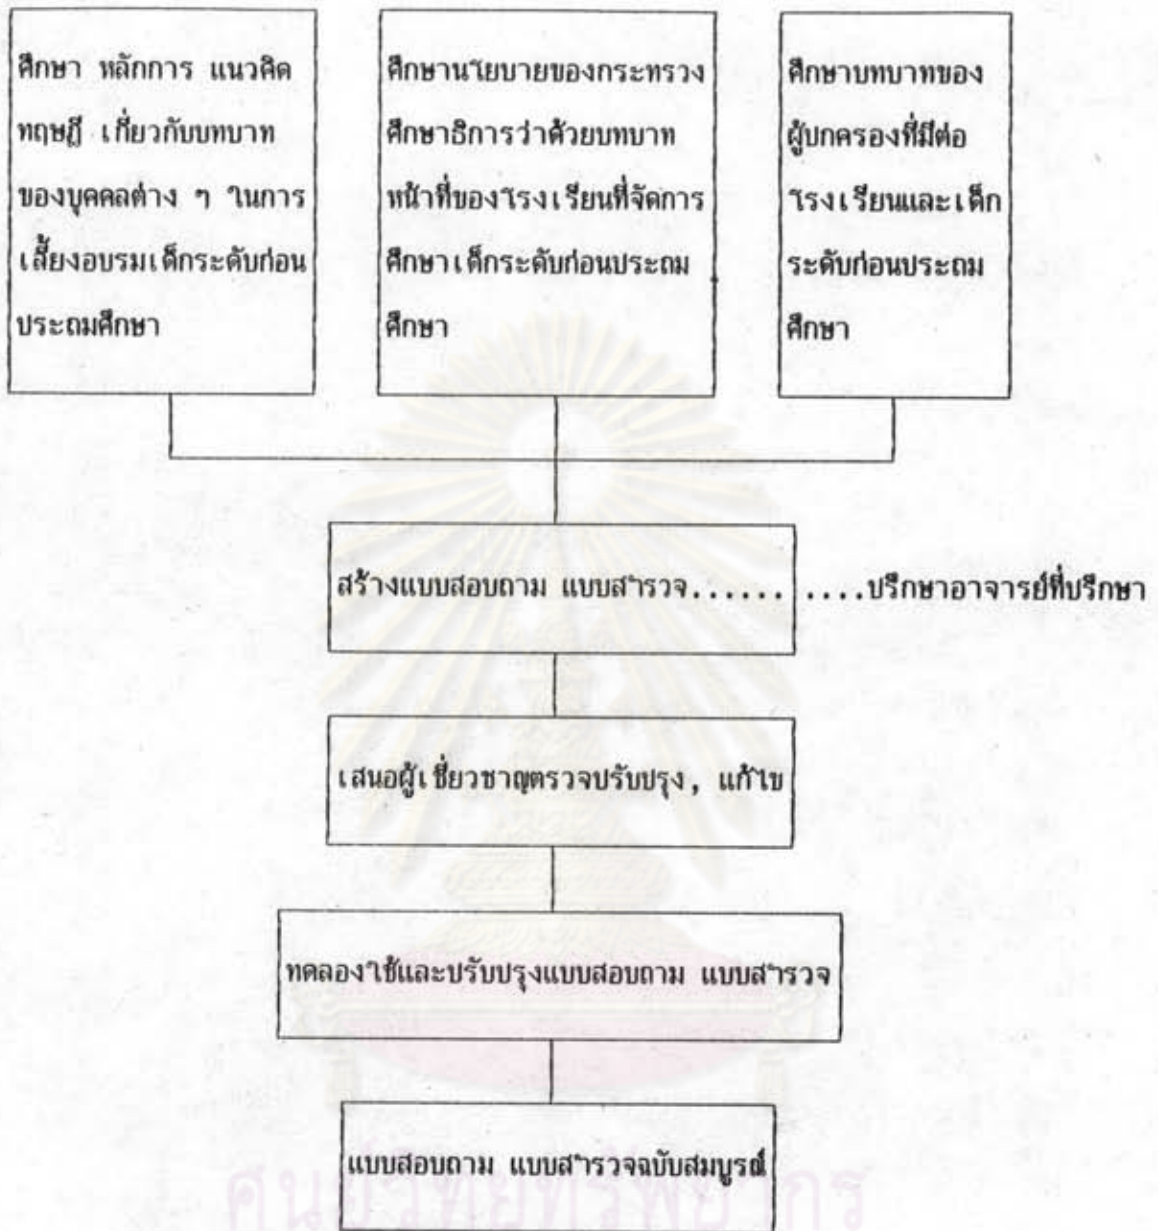 ศึกษา หลักการ แนวคิด
ทฤษฎี เกี่ยวกับบทบาท
ของบุคคลต่าง ๆ ในการ
เลี้ยงอบรมเด็กระดับก่อน
ประถมศึกษา
ศึกษานโยบายของกระทรวง
ศึกษาธิการว่าด้วยบทบาท
หน้าที่ของโรงเรียนที่จัดการ
ศึกษาเด็กระดับก่อนประถม
ศึกษา
ศึกษาบทบาทของ
ผู้ปกครองที่มีต่อ
โรงเรียนและเด็ก
ระดับก่อนประถม
ศึกษา
สร้างแบบสอบถาม แบบสำรวจ...... ....ปรึกษาอาจารย์ที่ปรึกษา
เสนอผู้เชี่ยวชาญตรวจปรับปรุง, แก้ไข
ทดลองใช้และปรับปรุงแบบสอบถาม แบบสำรวจ
แบบสอบถาม แบบสำรวจฉบับสมบูรณ์
ศูนย์วิทยทรัพยากร